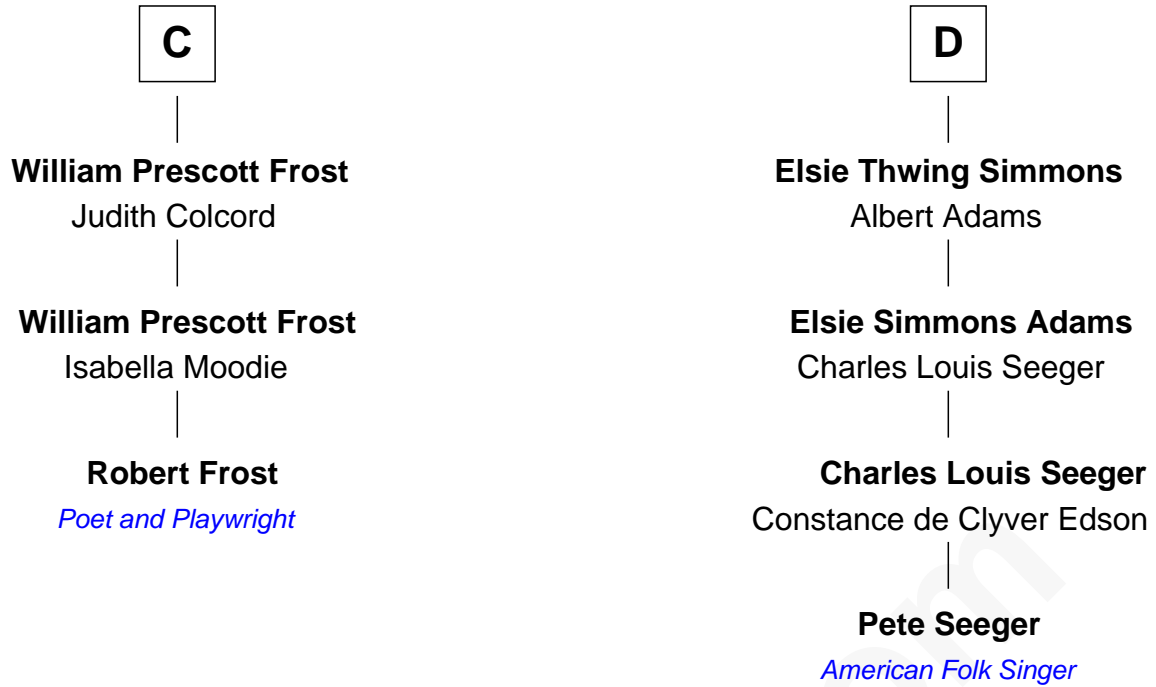 C
William Prescott Frost
Judith Colcord
William Prescott Frost
Isabella Moodie
Robert Frost
Poet and Playwright
D
Elsie Thwing Simmons
Albert Adams
Elsie Simmons Adams
Charles Louis Seeger
Charles Louis Seeger
Constance de Clyver Edson
Pete Seeger
American Folk Singer